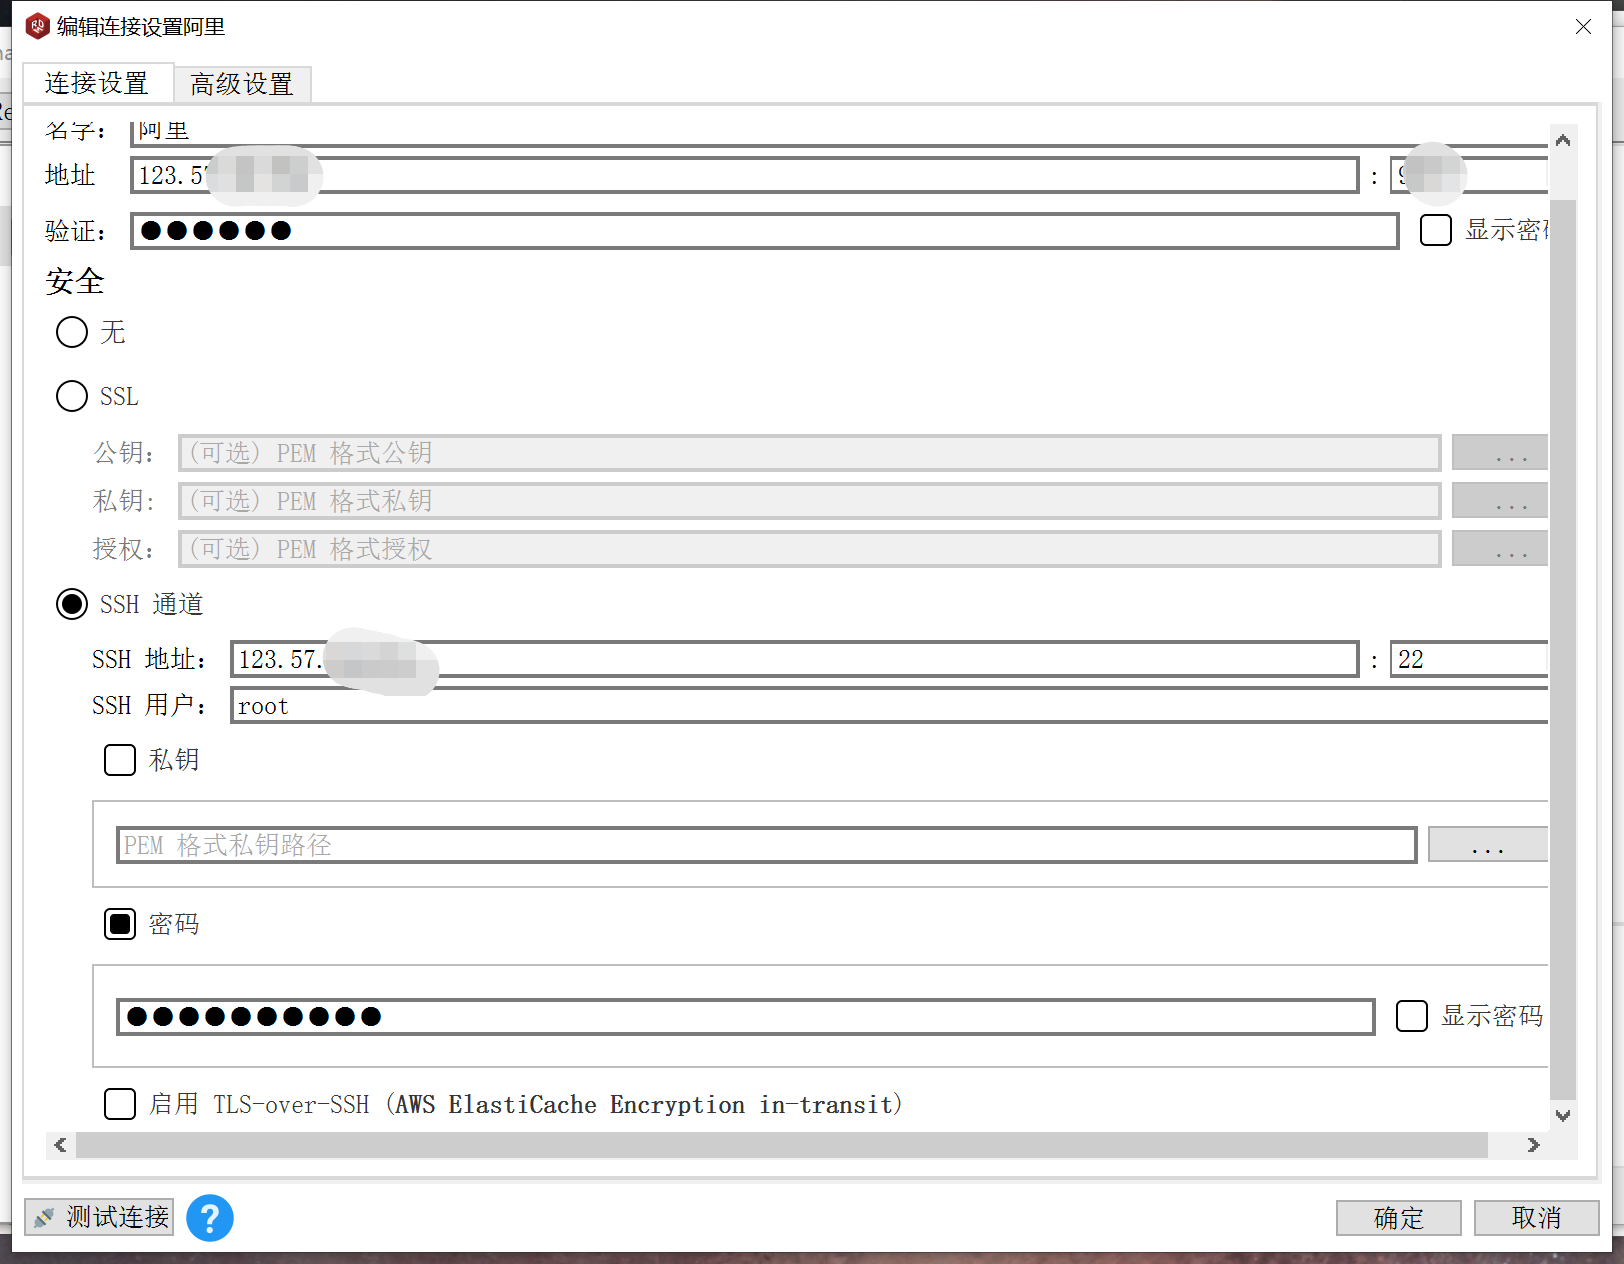 编辑连接设置阿里
连接设置 高级设置
名字： 阿里
地址 123.57 : 9
验证： ●●●●●● 显示密
安全
无
SSL
公钥： (可选) PEM 格式公钥 ...
私钥： (可选) PEM 格式私钥 ...
授权： (可选) PEM 格式授权 ...
SSH 通道
SSH 地址： 123.57. : 22
SSH 用户： root
私钥
PEM 格式私钥路径 ...
密码
●●●●●●●●●● 显示密码
启用 TLS-over-SSH (AWS ElastiCache Encryption in-transit)
测试连接 ? 确定 取消